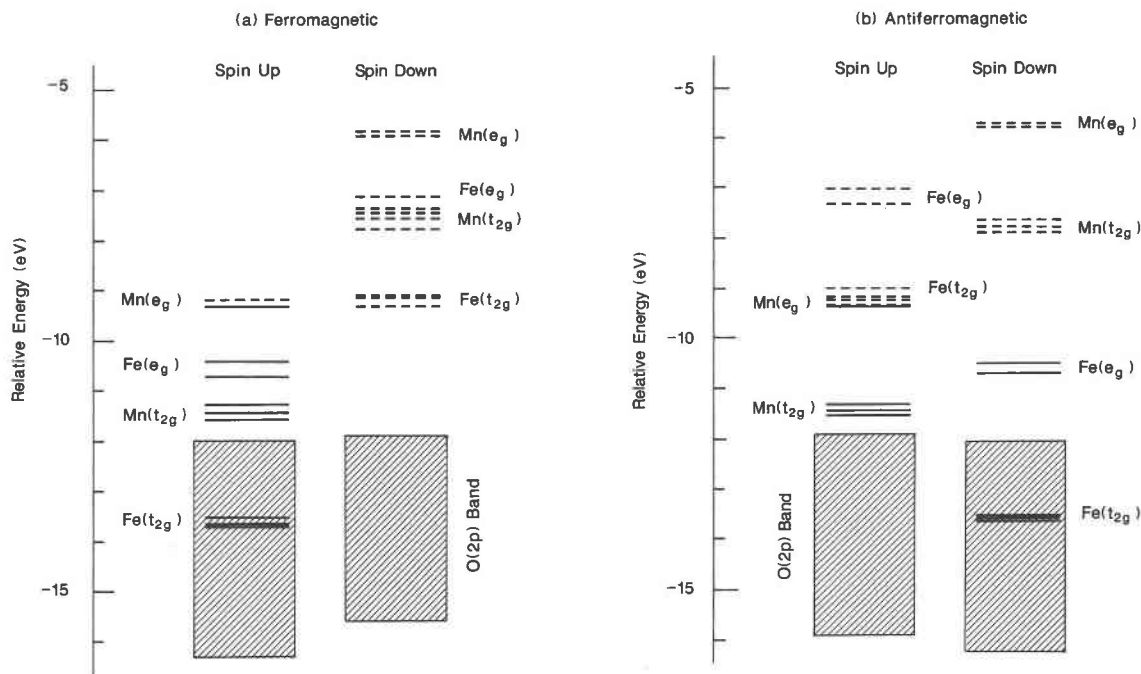 (a) Ferromagnetic
Spin Up Spin Down
-5
-10
-15
Relative Energy (eV)
Mn(eg)
Fe(eg)
Mn(t2g)
Fe(t2g)
Mn(eg)
Fe(eg)
Mn(t2g)
Fe(t2g)
O(2p) Band
(b) Antiferromagnetic
Spin Up Spin Down
-5
-10
-15
Relative Energy (eV)
Fe(eg)
Fe(t2g)
Mn(eg)
Mn(t2g)
O(2p) Band
Mn(eg)
Mn(t2g)
Fe(eg)
Fe(t2g)